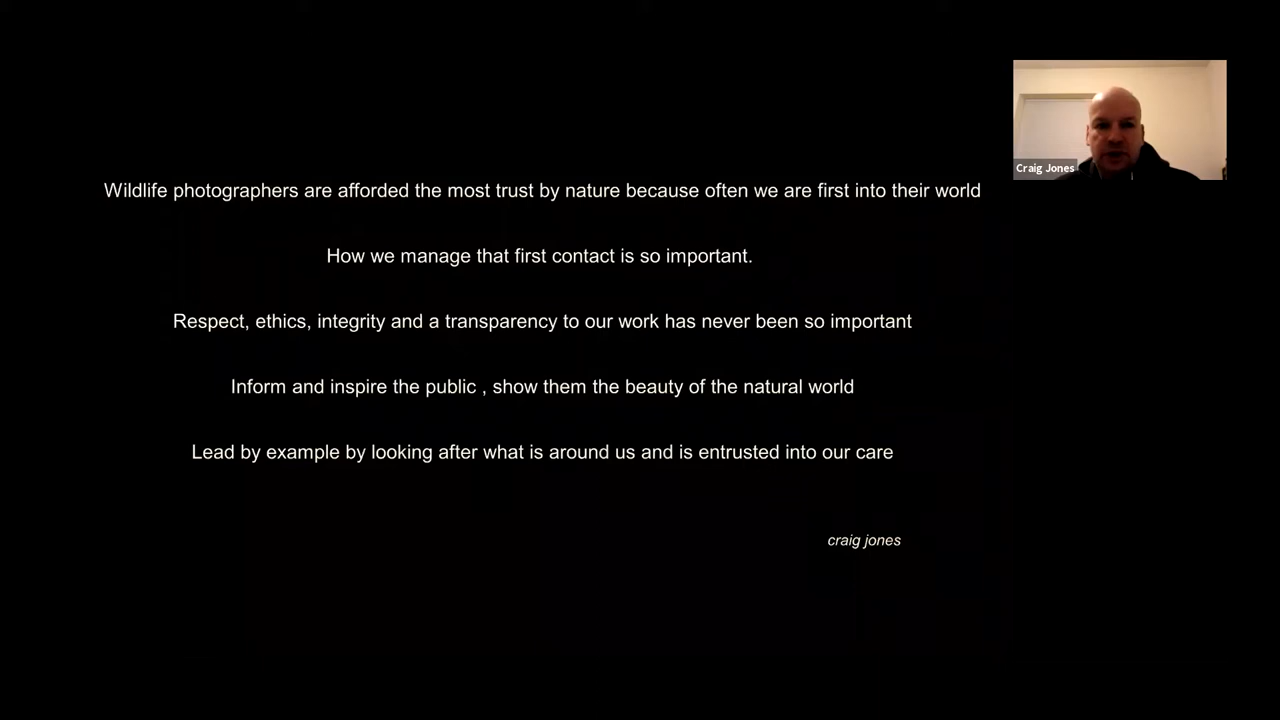 Craig Jones
Wildlife photographers are afforded the most trust by nature because often we are first into their world
How we manage that first contact is so important.
Respect, ethics, integrity and a transparency to our work has never been so important
Inform and inspire the public , show them the beauty of the natural world
Lead by example by looking after what is around us and is entrusted into our care
craig jones